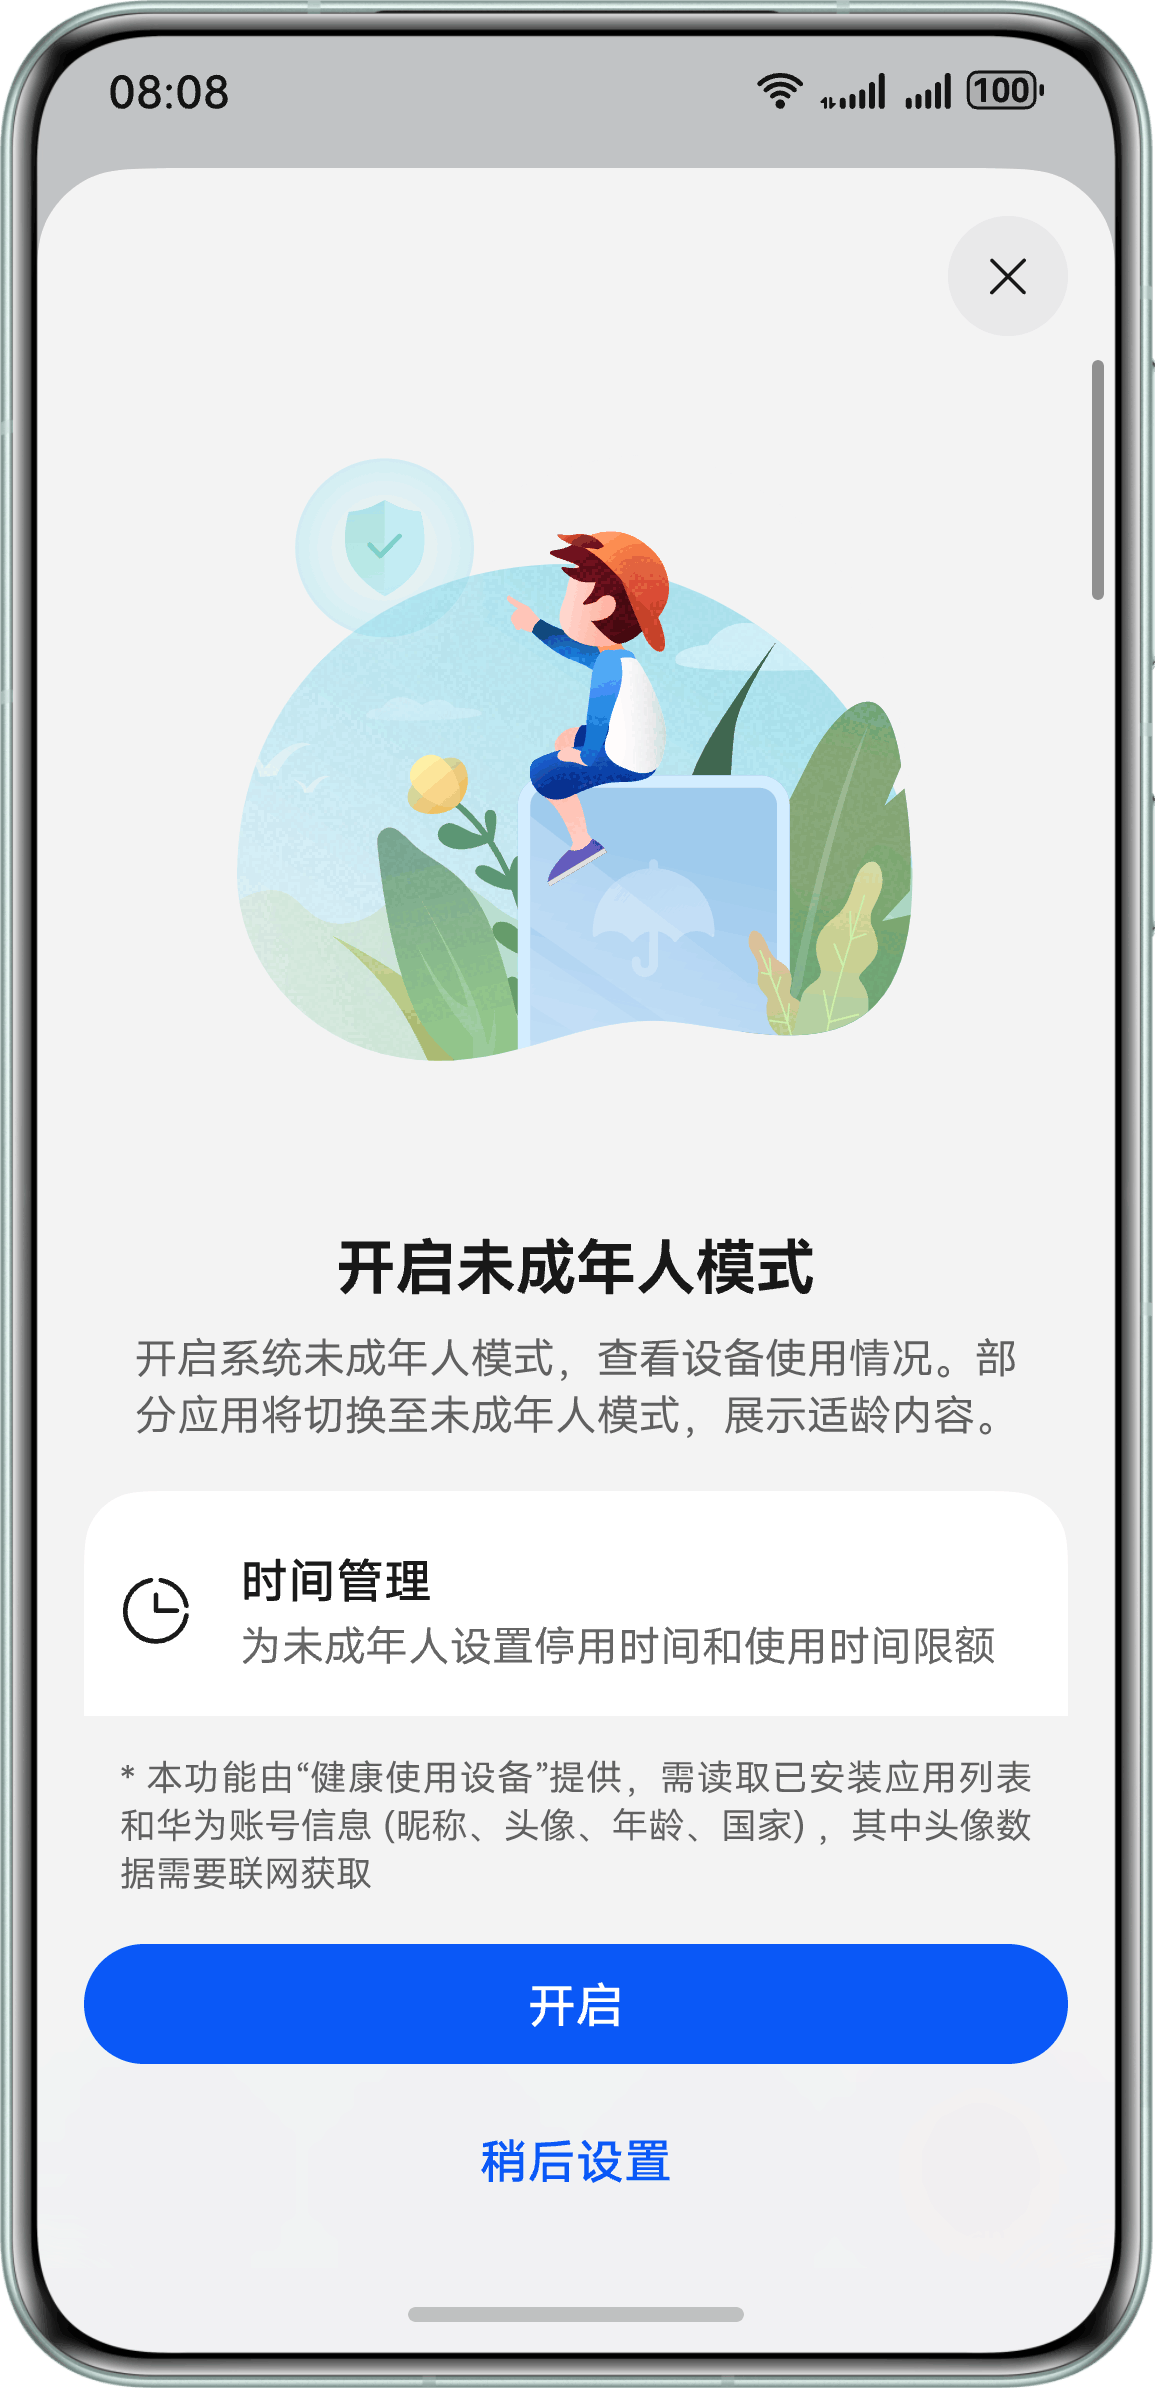 08:08
100
开启未成年人模式
开启系统未成年人模式，查看设备使用情况。部
分应用将切换至未成年人模式，展示适龄内容。
时间管理
为未成年人设置停用时间和使用时间限额
* 本功能由“健康使用设备”提供，需读取已安装应用列表
和华为账号信息 (昵称、头像、年龄、国家) ，其中头像数
据需要联网获取
开启
稍后设置